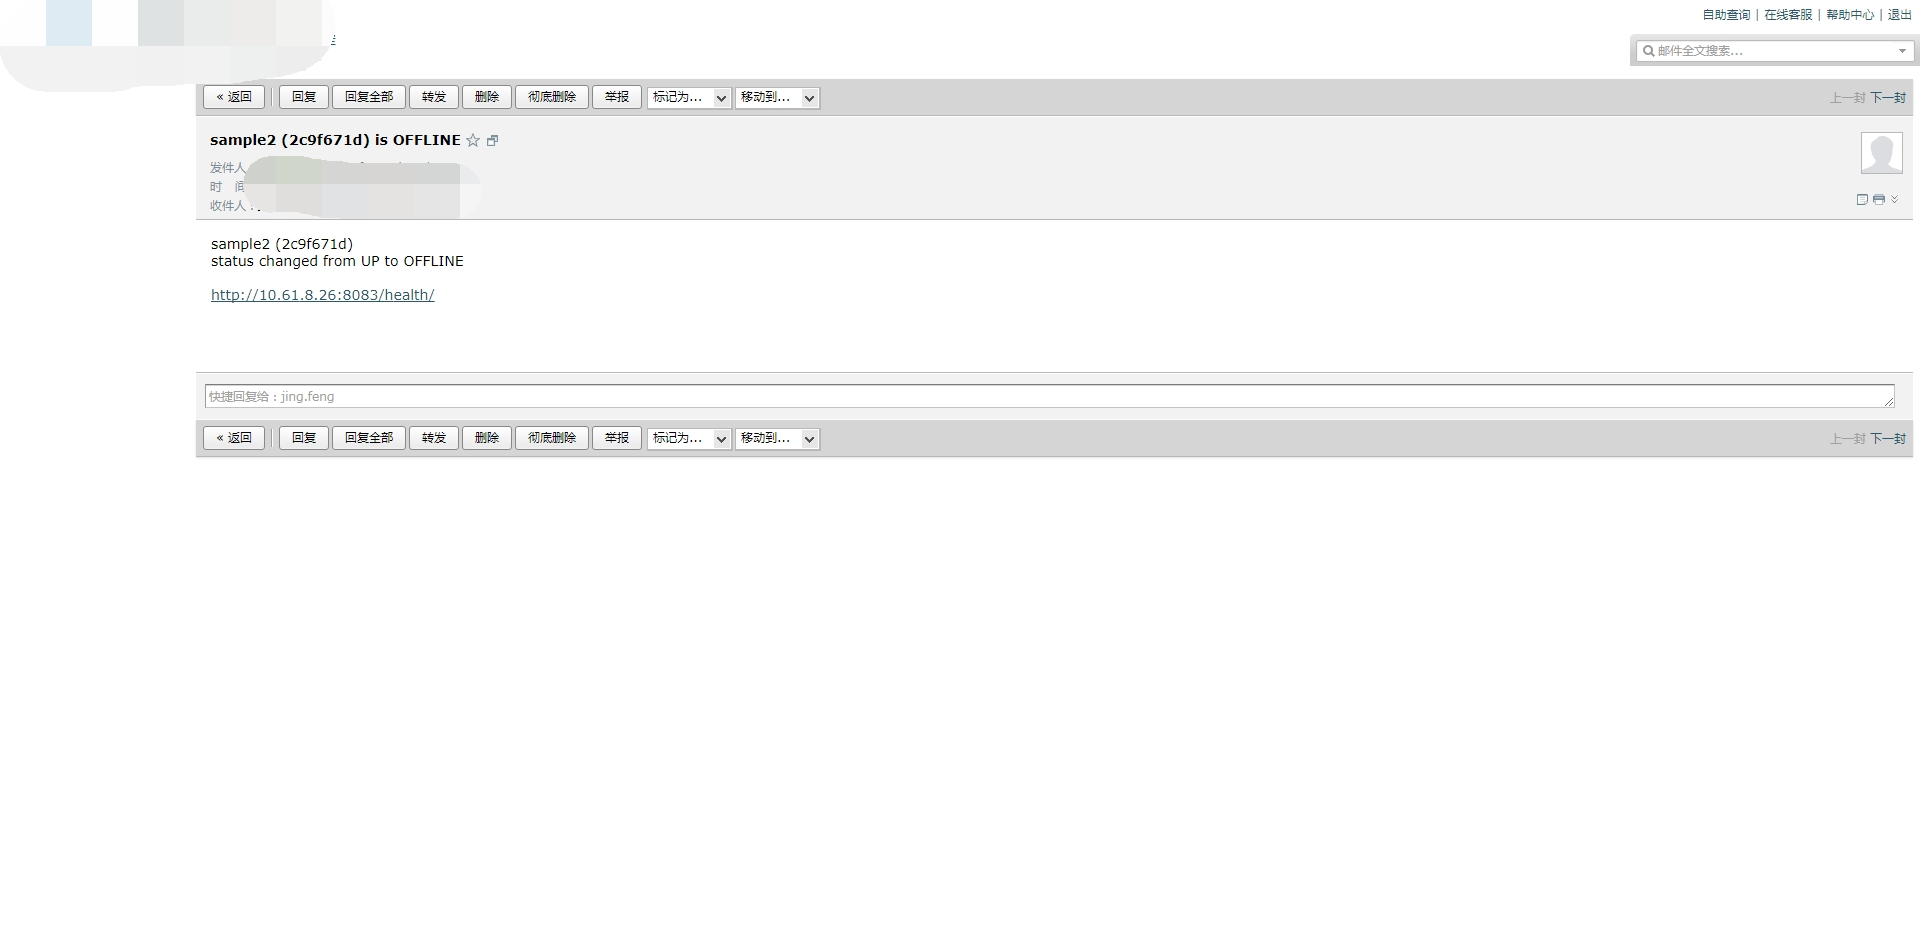 自助查询 | 在线客服 | 帮助中心 | 退出
邮件全文搜索...
« 返回 回复 回复全部 转发 删除 彻底删除 举报 标记为... 移动到... 上一封 下一封
sample2 (2c9f671d) is OFFLINE
发件人
时 间
收件人：
sample2 (2c9f671d)
status changed from UP to OFFLINE
http://10.61.8.26:8083/health/
快捷回复给：jing.feng
« 返回 回复 回复全部 转发 删除 彻底删除 举报 标记为... 移动到... 上一封 下一封